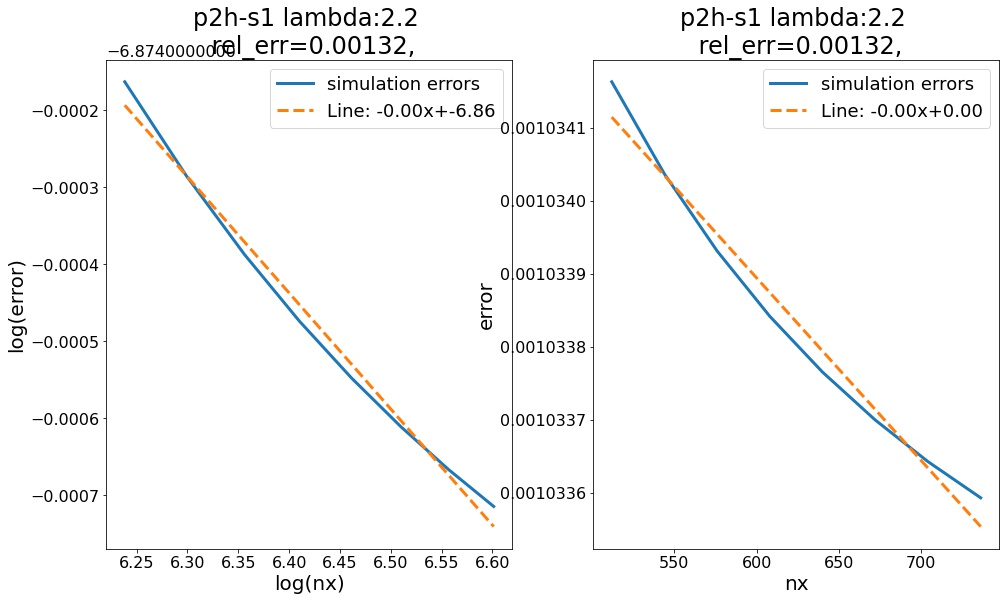 p2h-s1 lambda:2.2
rel_err=0.00132,
−6.8740000000
simulation errors
Line: -0.00x+-6.86
−0.0002
−0.0003
−0.0004
−0.0005
−0.0006
−0.0007
log(error)
6.25 6.30 6.35 6.40 6.45 6.50 6.55 6.60
log(nx)
p2h-s1 lambda:2.2
rel_err=0.00132,
simulation errors
Line: -0.00x+0.00
0.0010341
0.0010340
0.0010339
0.0010338
0.0010337
0.0010336
error
550 600 650 700
nx